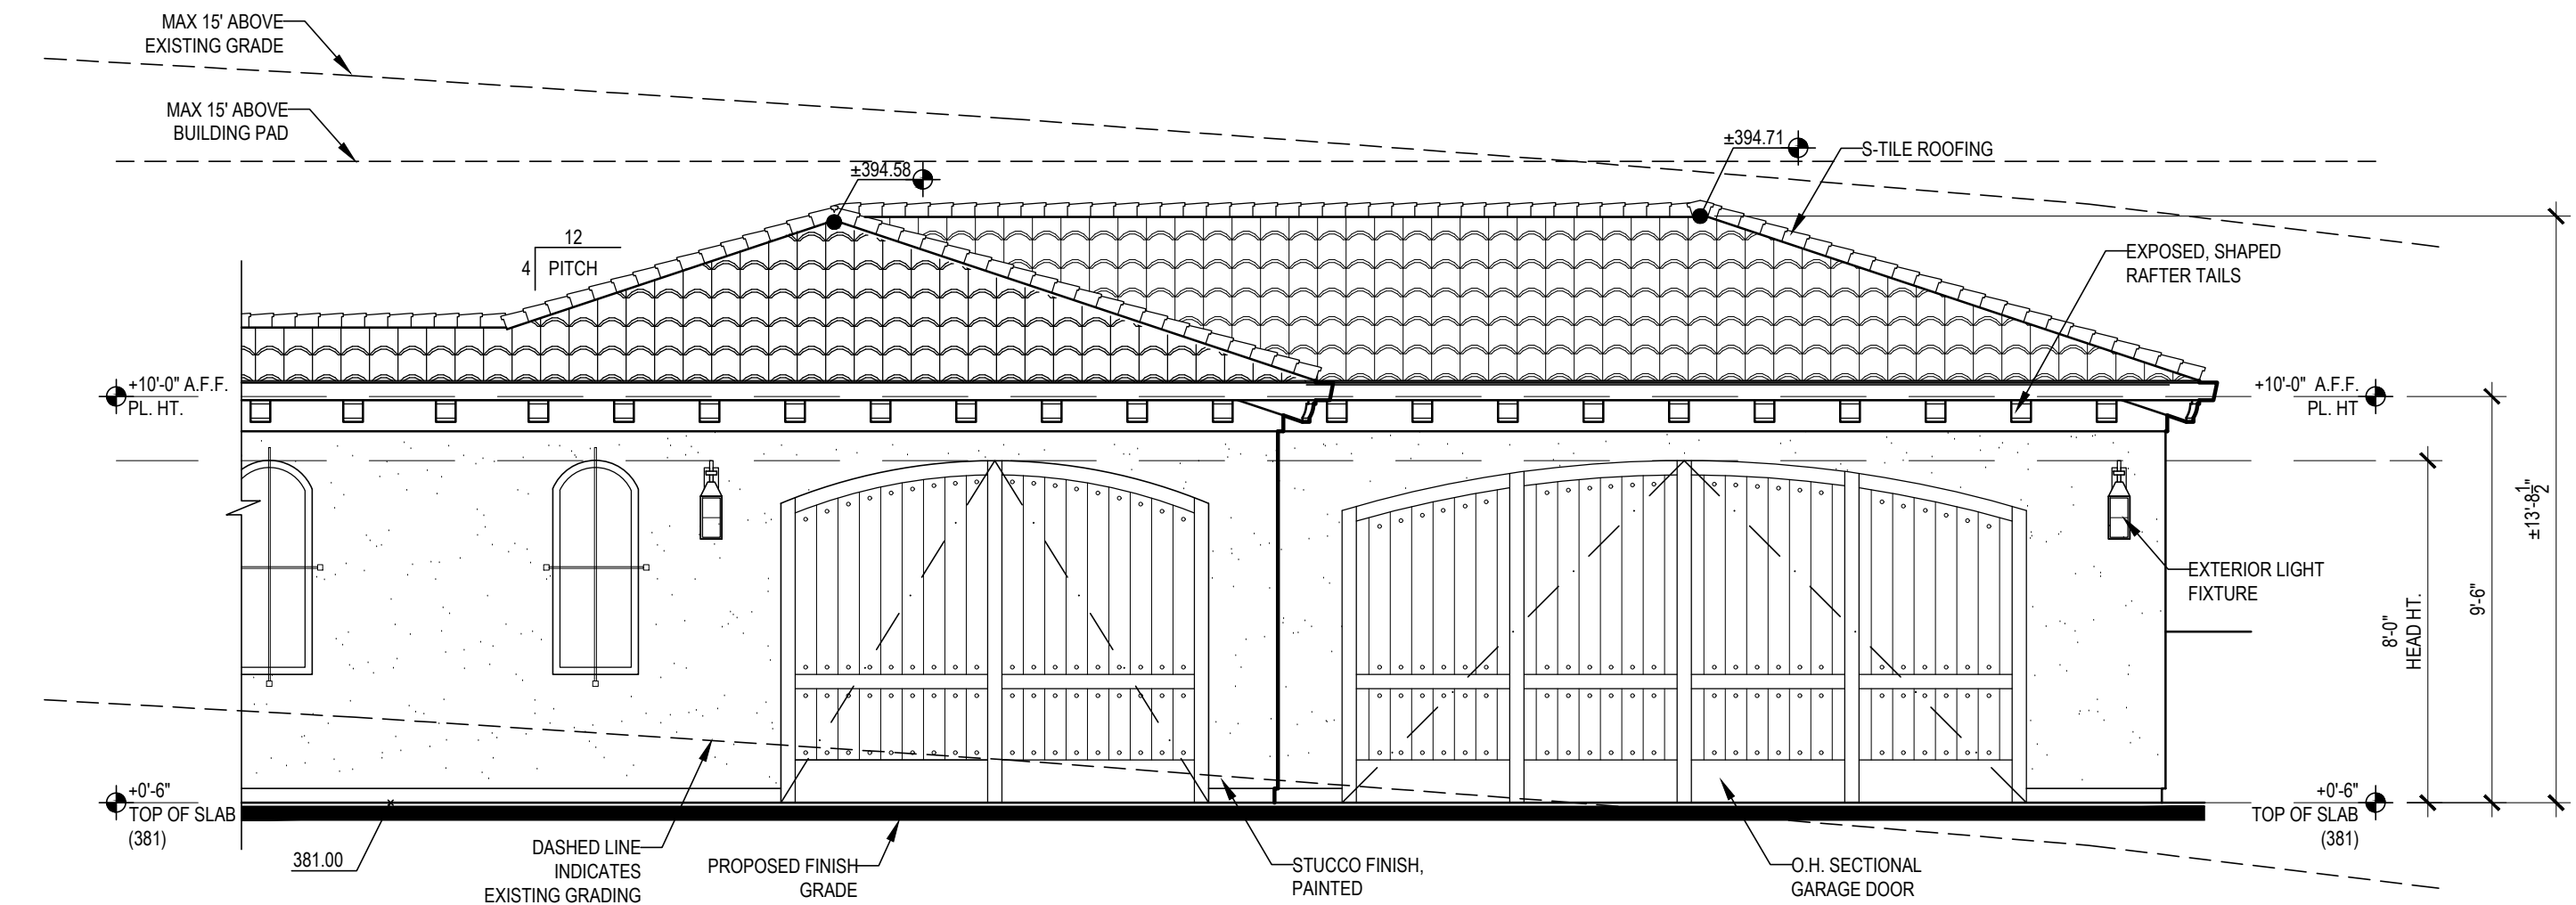 MAX 15' ABOVE
EXISTING GRADE
MAX 15' ABOVE
BUILDING PAD
±394.58
±394.71
S-TILE ROOFING
12
4 PITCH
EXPOSED, SHAPED
RAFTER TAILS
+10'-0" A.F.F.
PL. HT.
+10'-0" A.F.F.
PL. HT
±13'-8 1/2"
EXTERIOR LIGHT
FIXTURE
8'-0"
HEAD HT.
9'-6"
+0'-6"
TOP OF SLAB
(381)
+0'-6"
TOP OF SLAB
(381)
381.00
DASHED LINE
INDICATES
EXISTING GRADING
PROPOSED FINISH
GRADE
STUCCO FINISH,
PAINTED
O.H. SECTIONAL
GARAGE DOOR